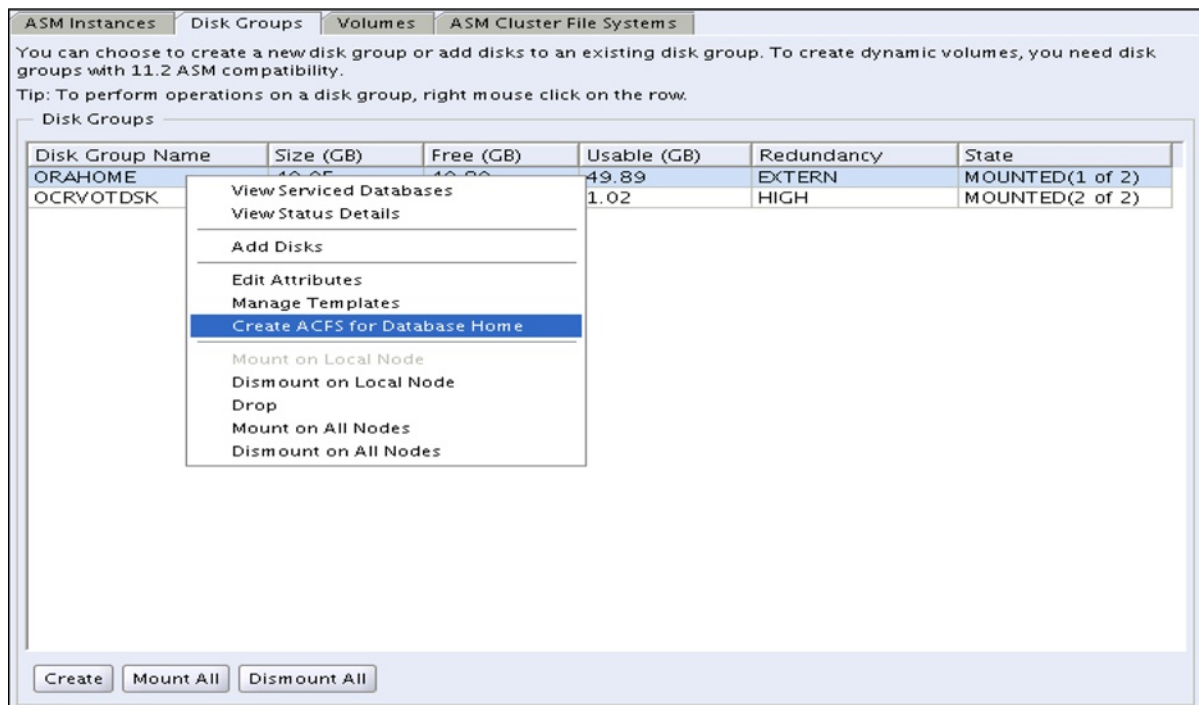 ASM Instances Disk Groups Volumes ASM Cluster File Systems
You can choose to create a new disk group or add disks to an existing disk group. To create dynamic volumes, you need disk
groups with 11.2 ASM compatibility.
Tip: To perform operations on a disk group, right mouse click on the row.
Disk Groups
Disk Group Name Size (GB) Free (GB) Usable (GB) Redundancy State
ORAHOME 49.89 EXTERN MOUNTED(1 of 2)
OCRVOTDSK 1.02 HIGH MOUNTED(2 of 2)
View Serviced Databases
View Status Details
Add Disks
Edit Attributes
Manage Templates
Create ACFS for Database Home
Mount on Local Node
Dismount on Local Node
Drop
Mount on All Nodes
Dismount on All Nodes
Create Mount All Dismount All